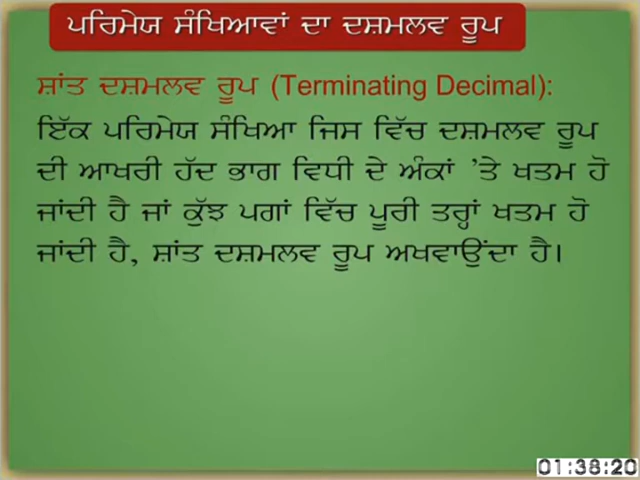 ਪਰਿਮੇਯ ਸੰਖਿਆਵਾਂ ਦਾ ਦਸ਼ਮਲਵ ਰੂਪ
ਸ਼ਾਂਤ ਦਸ਼ਮਲਵ ਰੂਪ (Terminating Decimal):
ਇੱਕ ਪਰਿਮੇਯ ਸੰਖਿਆ ਜਿਸ ਵਿੱਚ ਦਸ਼ਮਲਵ ਰੂਪ
ਦੀ ਆਖਰੀ ਹੱਦ ਭਾਗ ਵਿਧੀ ਦੇ ਅੰਕਾਂ ’ਤੇ ਖਤਮ ਹੋ
ਜਾਂਦੀ ਹੈ ਜਾਂ ਕੁੱਝ ਪਗਾਂ ਵਿੱਚ ਪੂਰੀ ਤਰ੍ਹਾਂ ਖਤਮ ਹੋ
ਜਾਂਦੀ ਹੈ, ਸ਼ਾਂਤ ਦਸ਼ਮਲਵ ਰੂਪ ਅਖਵਾਉਂਦਾ ਹੈ।
01:38:20